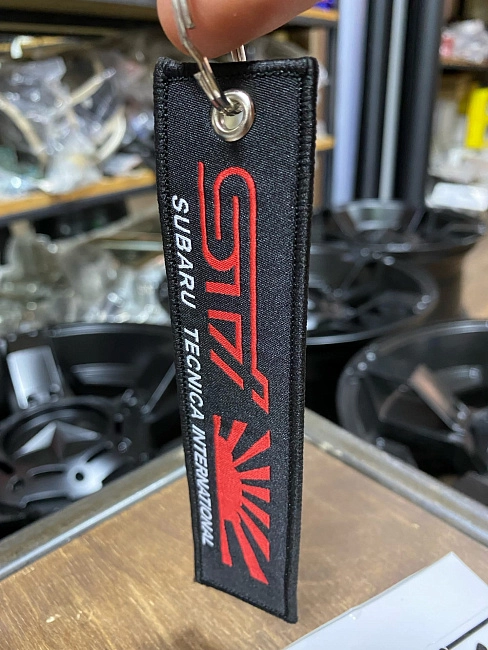 STI
SUBARU TECNICA INTERNATIONAL